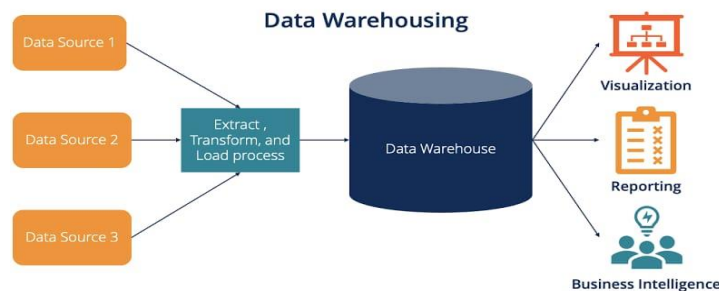 Data Warehousing
Data Source 1
Data Source 2
Data Source 3
Extract ,
Transform, and
Load process
Data Warehouse
Visualization
Reporting
Business Intelligence